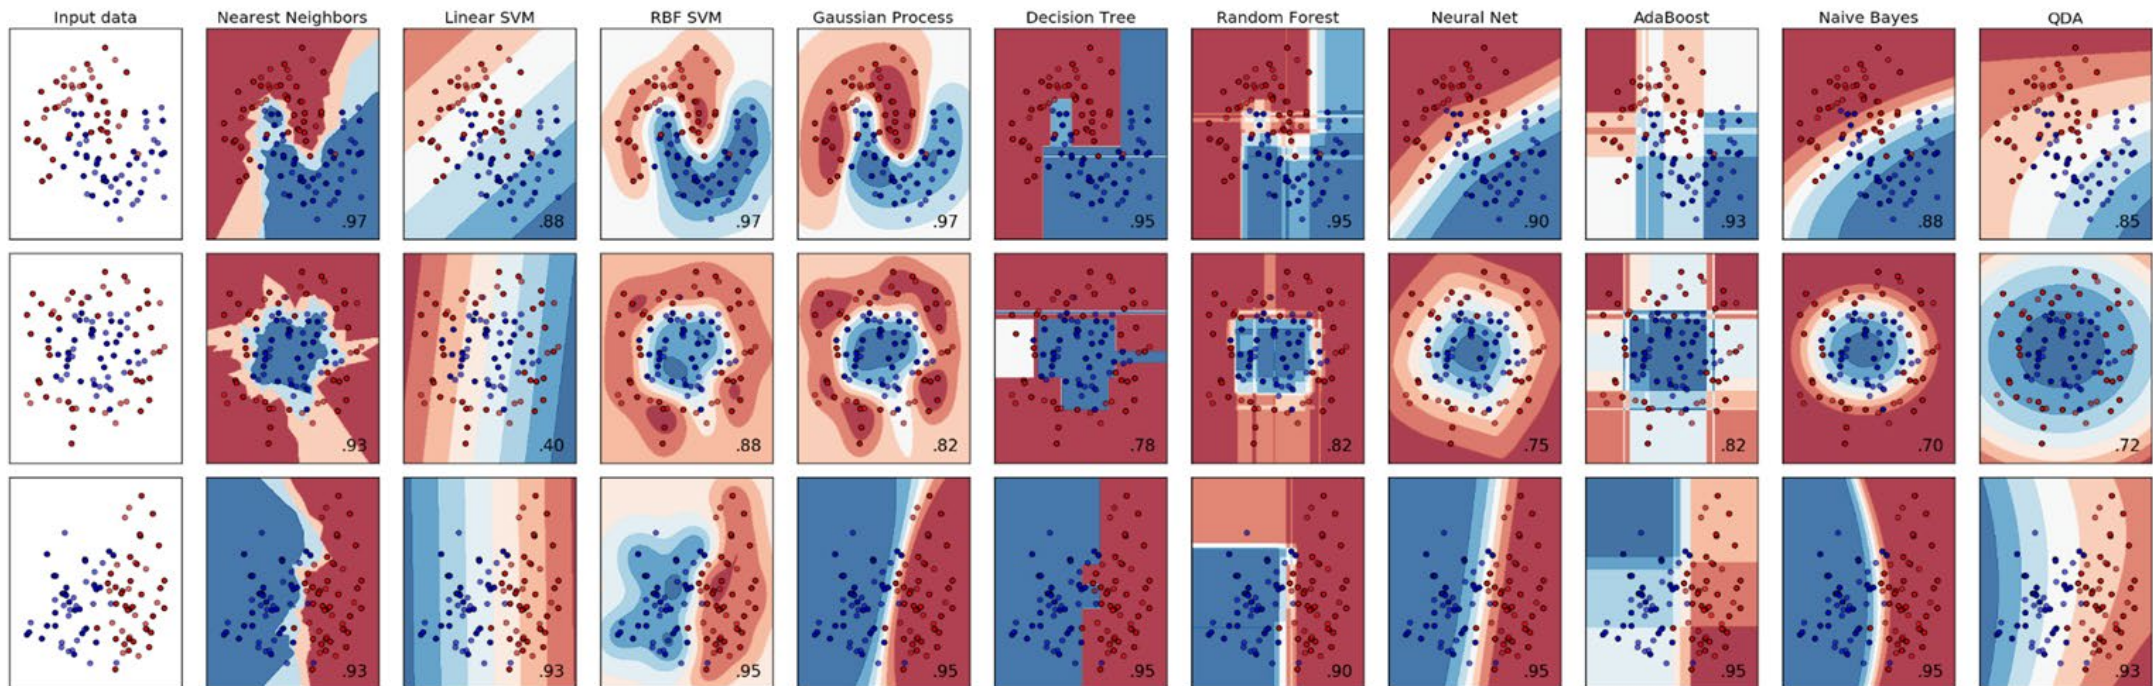 Input data Nearest Neighbors Linear SVM RBF SVM Gaussian Process Decision Tree Random Forest Neural Net AdaBoost Naive Bayes QDA
.97 .88 .97 .97 .95 .95 .90 .93 .88 .85
.93 .40 .88 .82 .78 .82 .75 .82 .70 .72
.93 .93 .95 .95 .95 .90 .95 .95 .95 .93